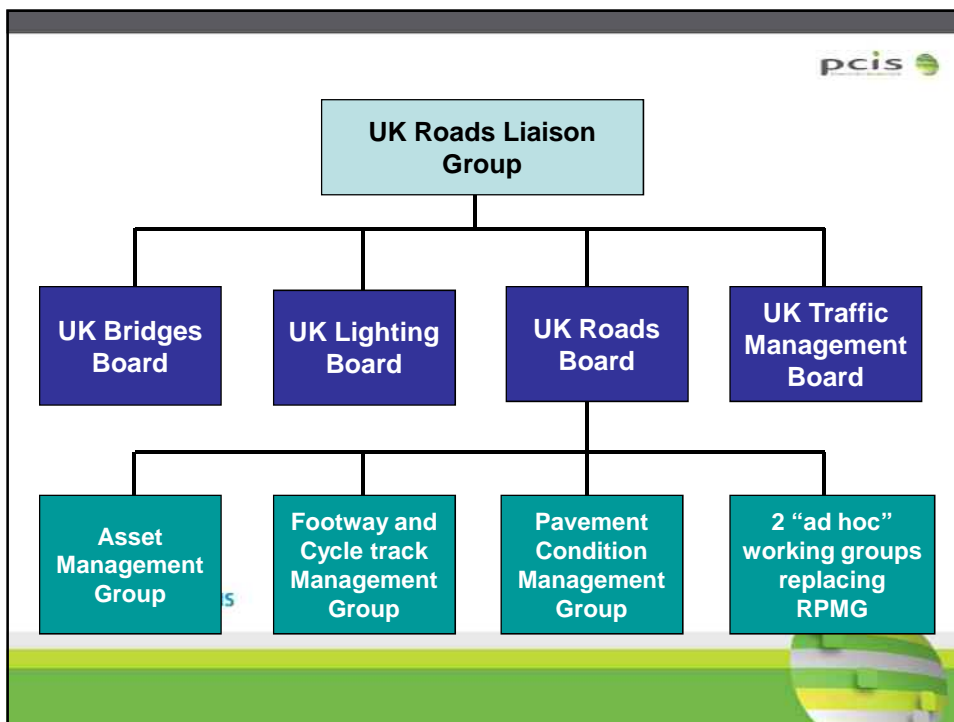 pcis
UK Roads Liaison
Group
UK Bridges
Board
UK Lighting
Board
UK Roads
Board
UK Traffic
Management
Board
Asset
Management
Group
Footway and
Cycle track
Management
Group
Pavement
Condition
Management
Group
2 “ad hoc”
working groups
replacing
RPMG